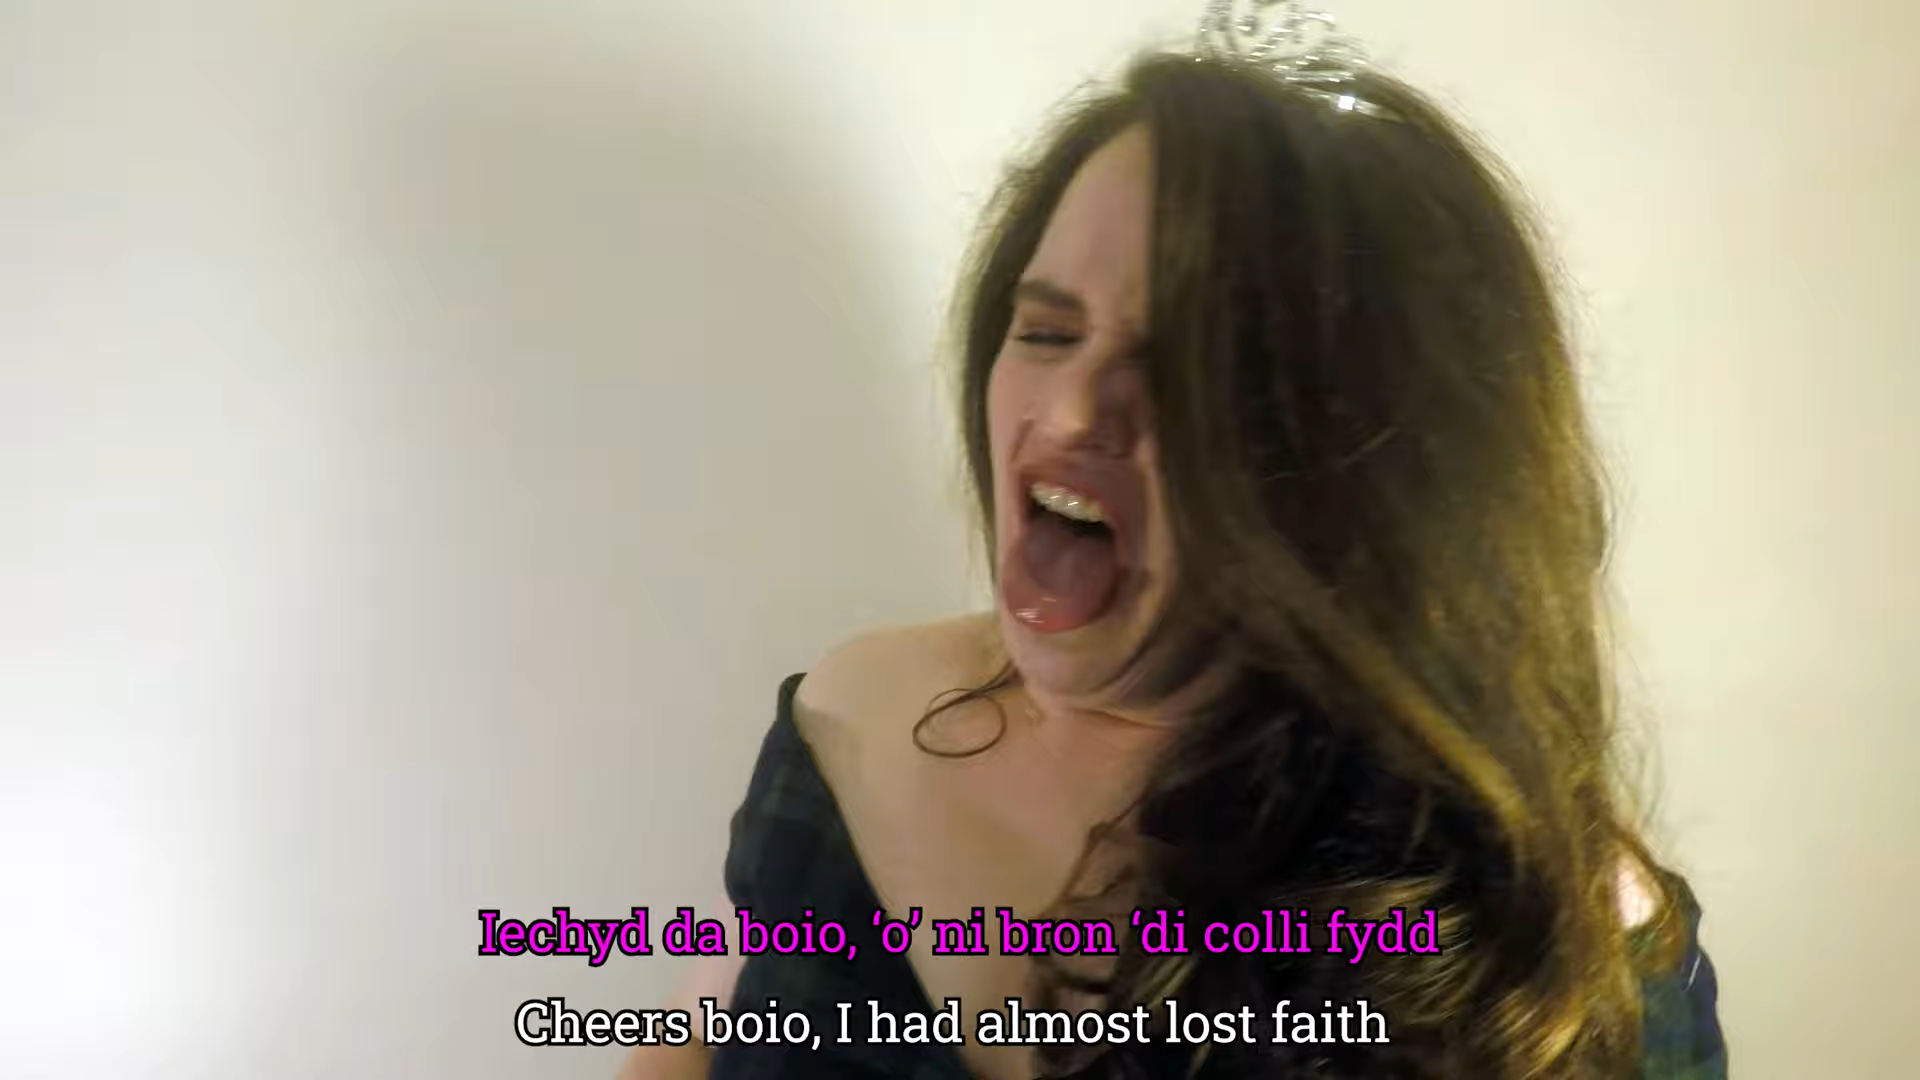 Iechyd da boio, ‘o’ ni bron ‘di colli fydd
Cheers boio, I had almost lost faith